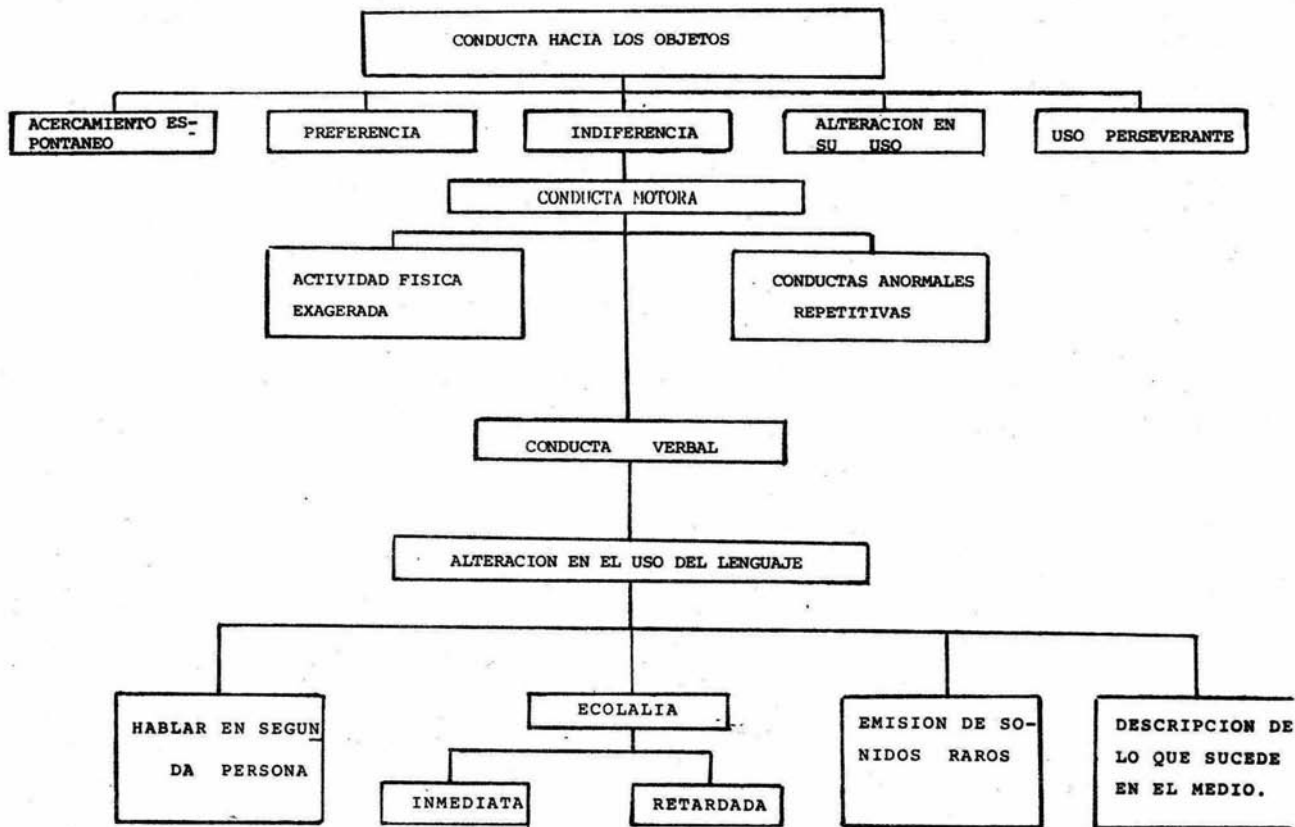 CONDUCTA HACIA LOS OBJETOS
ACERCAMIENTO ES-
PONTANEO
PREFERENCIA
INDIFERENCIA
ALTERACION EN
SU USO
USO PERSEVERANTE
CONDUCTA MOTORA
ACTIVIDAD FISICA
EXAGERADA
CONDUCTAS ANORMALES
REPETITIVAS
CONDUCTA VERBAL
ALTERACION EN EL USO DEL LENGUAJE
HABLAR EN SEGUN
DA PERSONA
ECOLALIA
INMEDIATA
RETARDADA
EMISION DE SO-
NIDOS RAROS
DESCRIPCION DE
LO QUE SUCEDE
EN EL MEDIO.